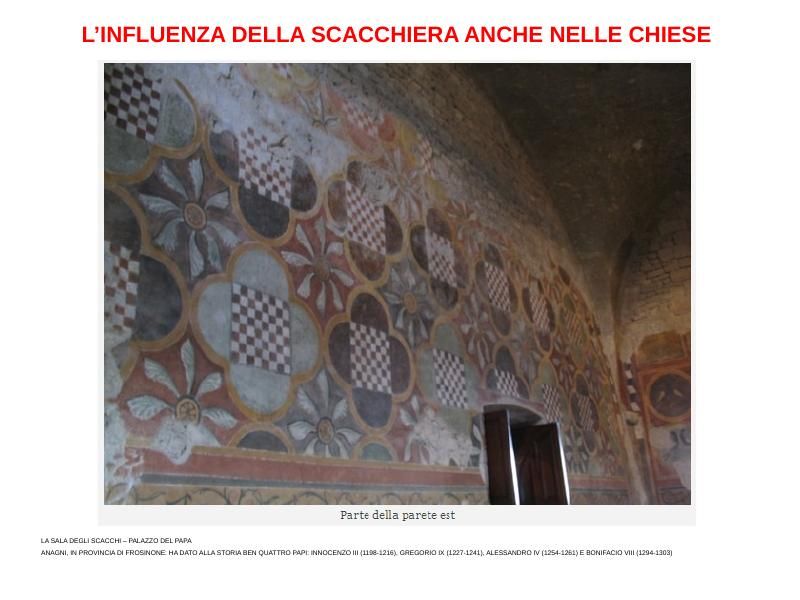 L’INFLUENZA DELLA SCACCHIERA ANCHE NELLE CHIESE
Parte della parete est
LA SALA DEGLI SCACCHI – PALAZZO DEL PAPA
ANAGNI, IN PROVINCIA DI FROSINONE: HA DATO ALLA STORIA BEN QUATTRO PAPI: INNOCENZO III (1198-1216), GREGORIO IX (1227-1241), ALESSANDRO IV (1254-1261) E BONIFACIO VIII (1294-1303)